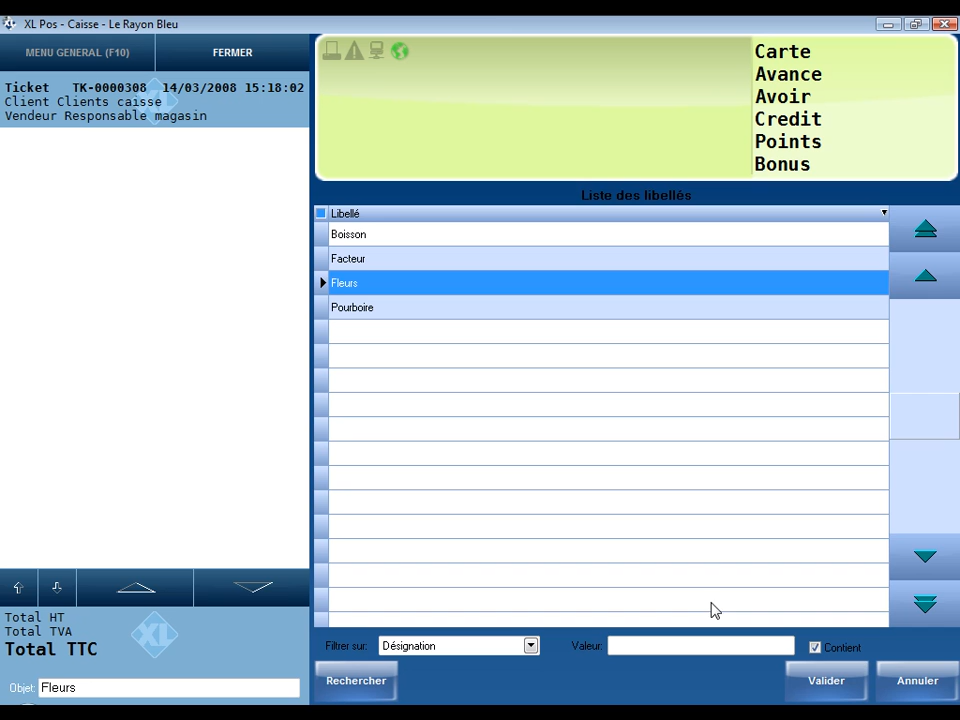 XL Pos - Caisse - Le Rayon Bleu
MENU GENERAL (F10) FERMER
Ticket TK-0000308 14/03/2008 15:18:02
Client Clients caisse
Vendeur Responsable magasin
XL
Carte
Avance
Avoir
Credit
Points
Bonus
Liste des libellés
Libellé
Boisson
Facteur
Fleurs
Pourboire
Total HT
Total TVA
Total TTC
XL
Objet: Fleurs
Filtrer sur: Désignation Valeur: Contient
Rechercher Valider Annuler